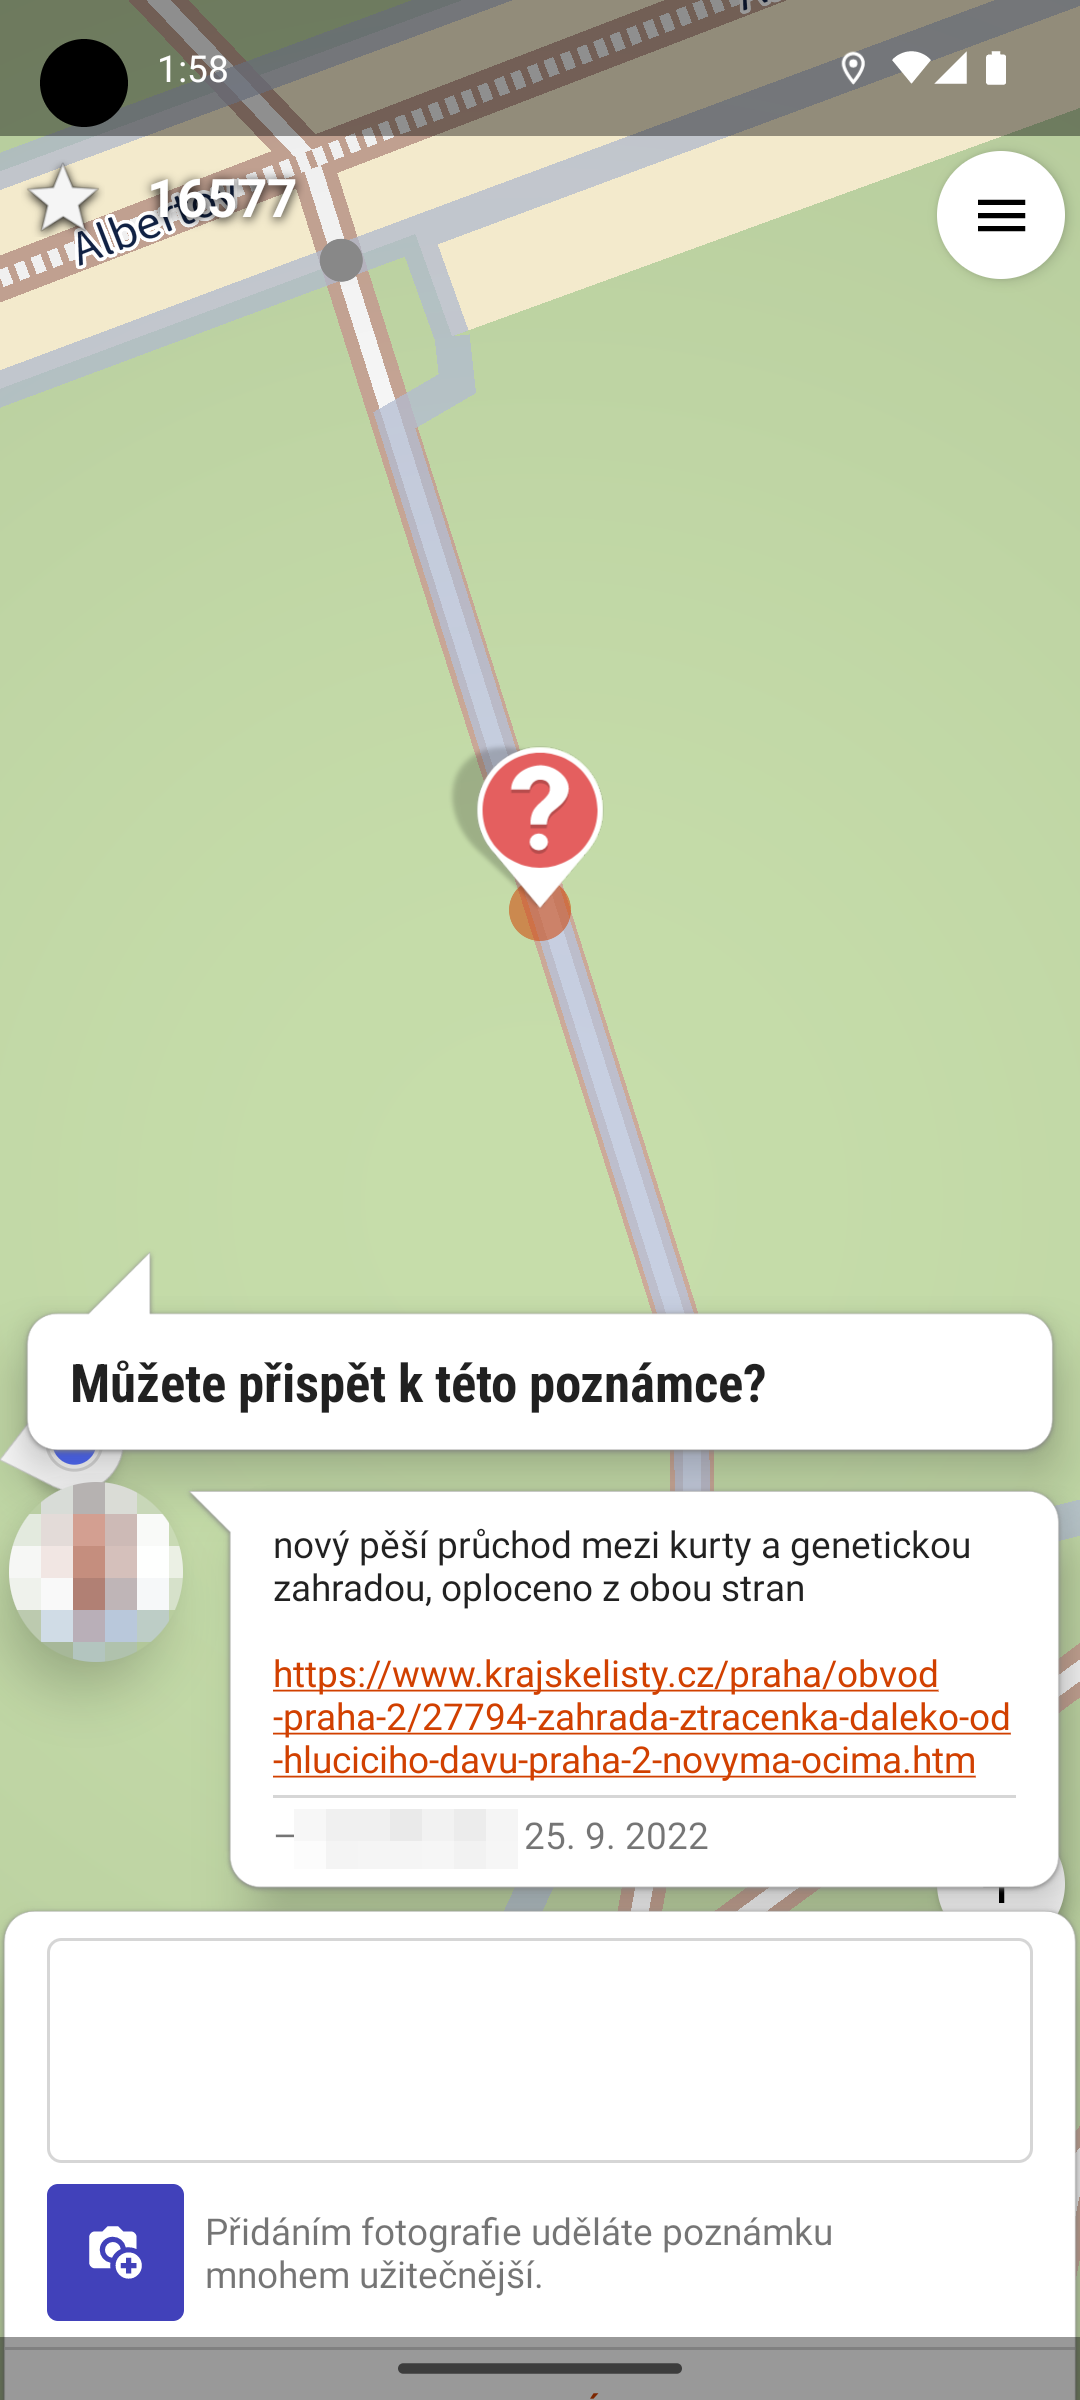 1:58
16577
Můžete přispět k této poznámce?
nový pěší průchod mezi kurty a genetickou
zahradou, oploceno z obou stran
https://www.krajskelisty.cz/praha/obvod
-praha-2/27794-zahrada-ztracenka-daleko-od
-hluciciho-davu-praha-2-novyma-ocima.htm
– 25. 9. 2022
Přidáním fotografie uděláte poznámku
mnohem užitečnější.